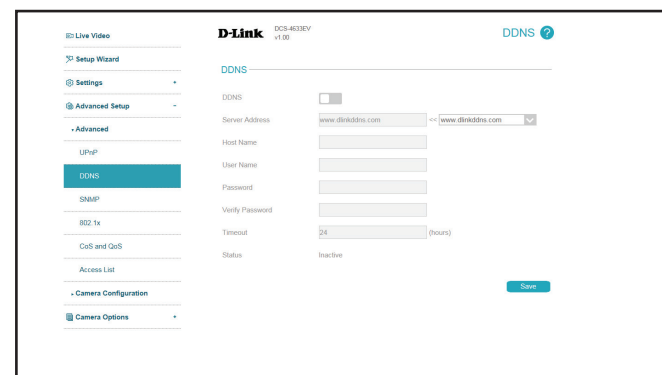 Live Video
Setup Wizard
Settings +
Advanced Setup -
Advanced
UPnP
DDNS
SNMP
802.1x
CoS and QoS
Access List
Camera Configuration
Camera Options +
D-Link DCS-4633EV
v1.00
DDNS ?
DDNS
DDNS
Server Address www.dlinkddns.com << www.dlinkddns.com
Host Name
User Name
Password
Verify Password
Timeout 24 (hours)
Status Inactive
Save